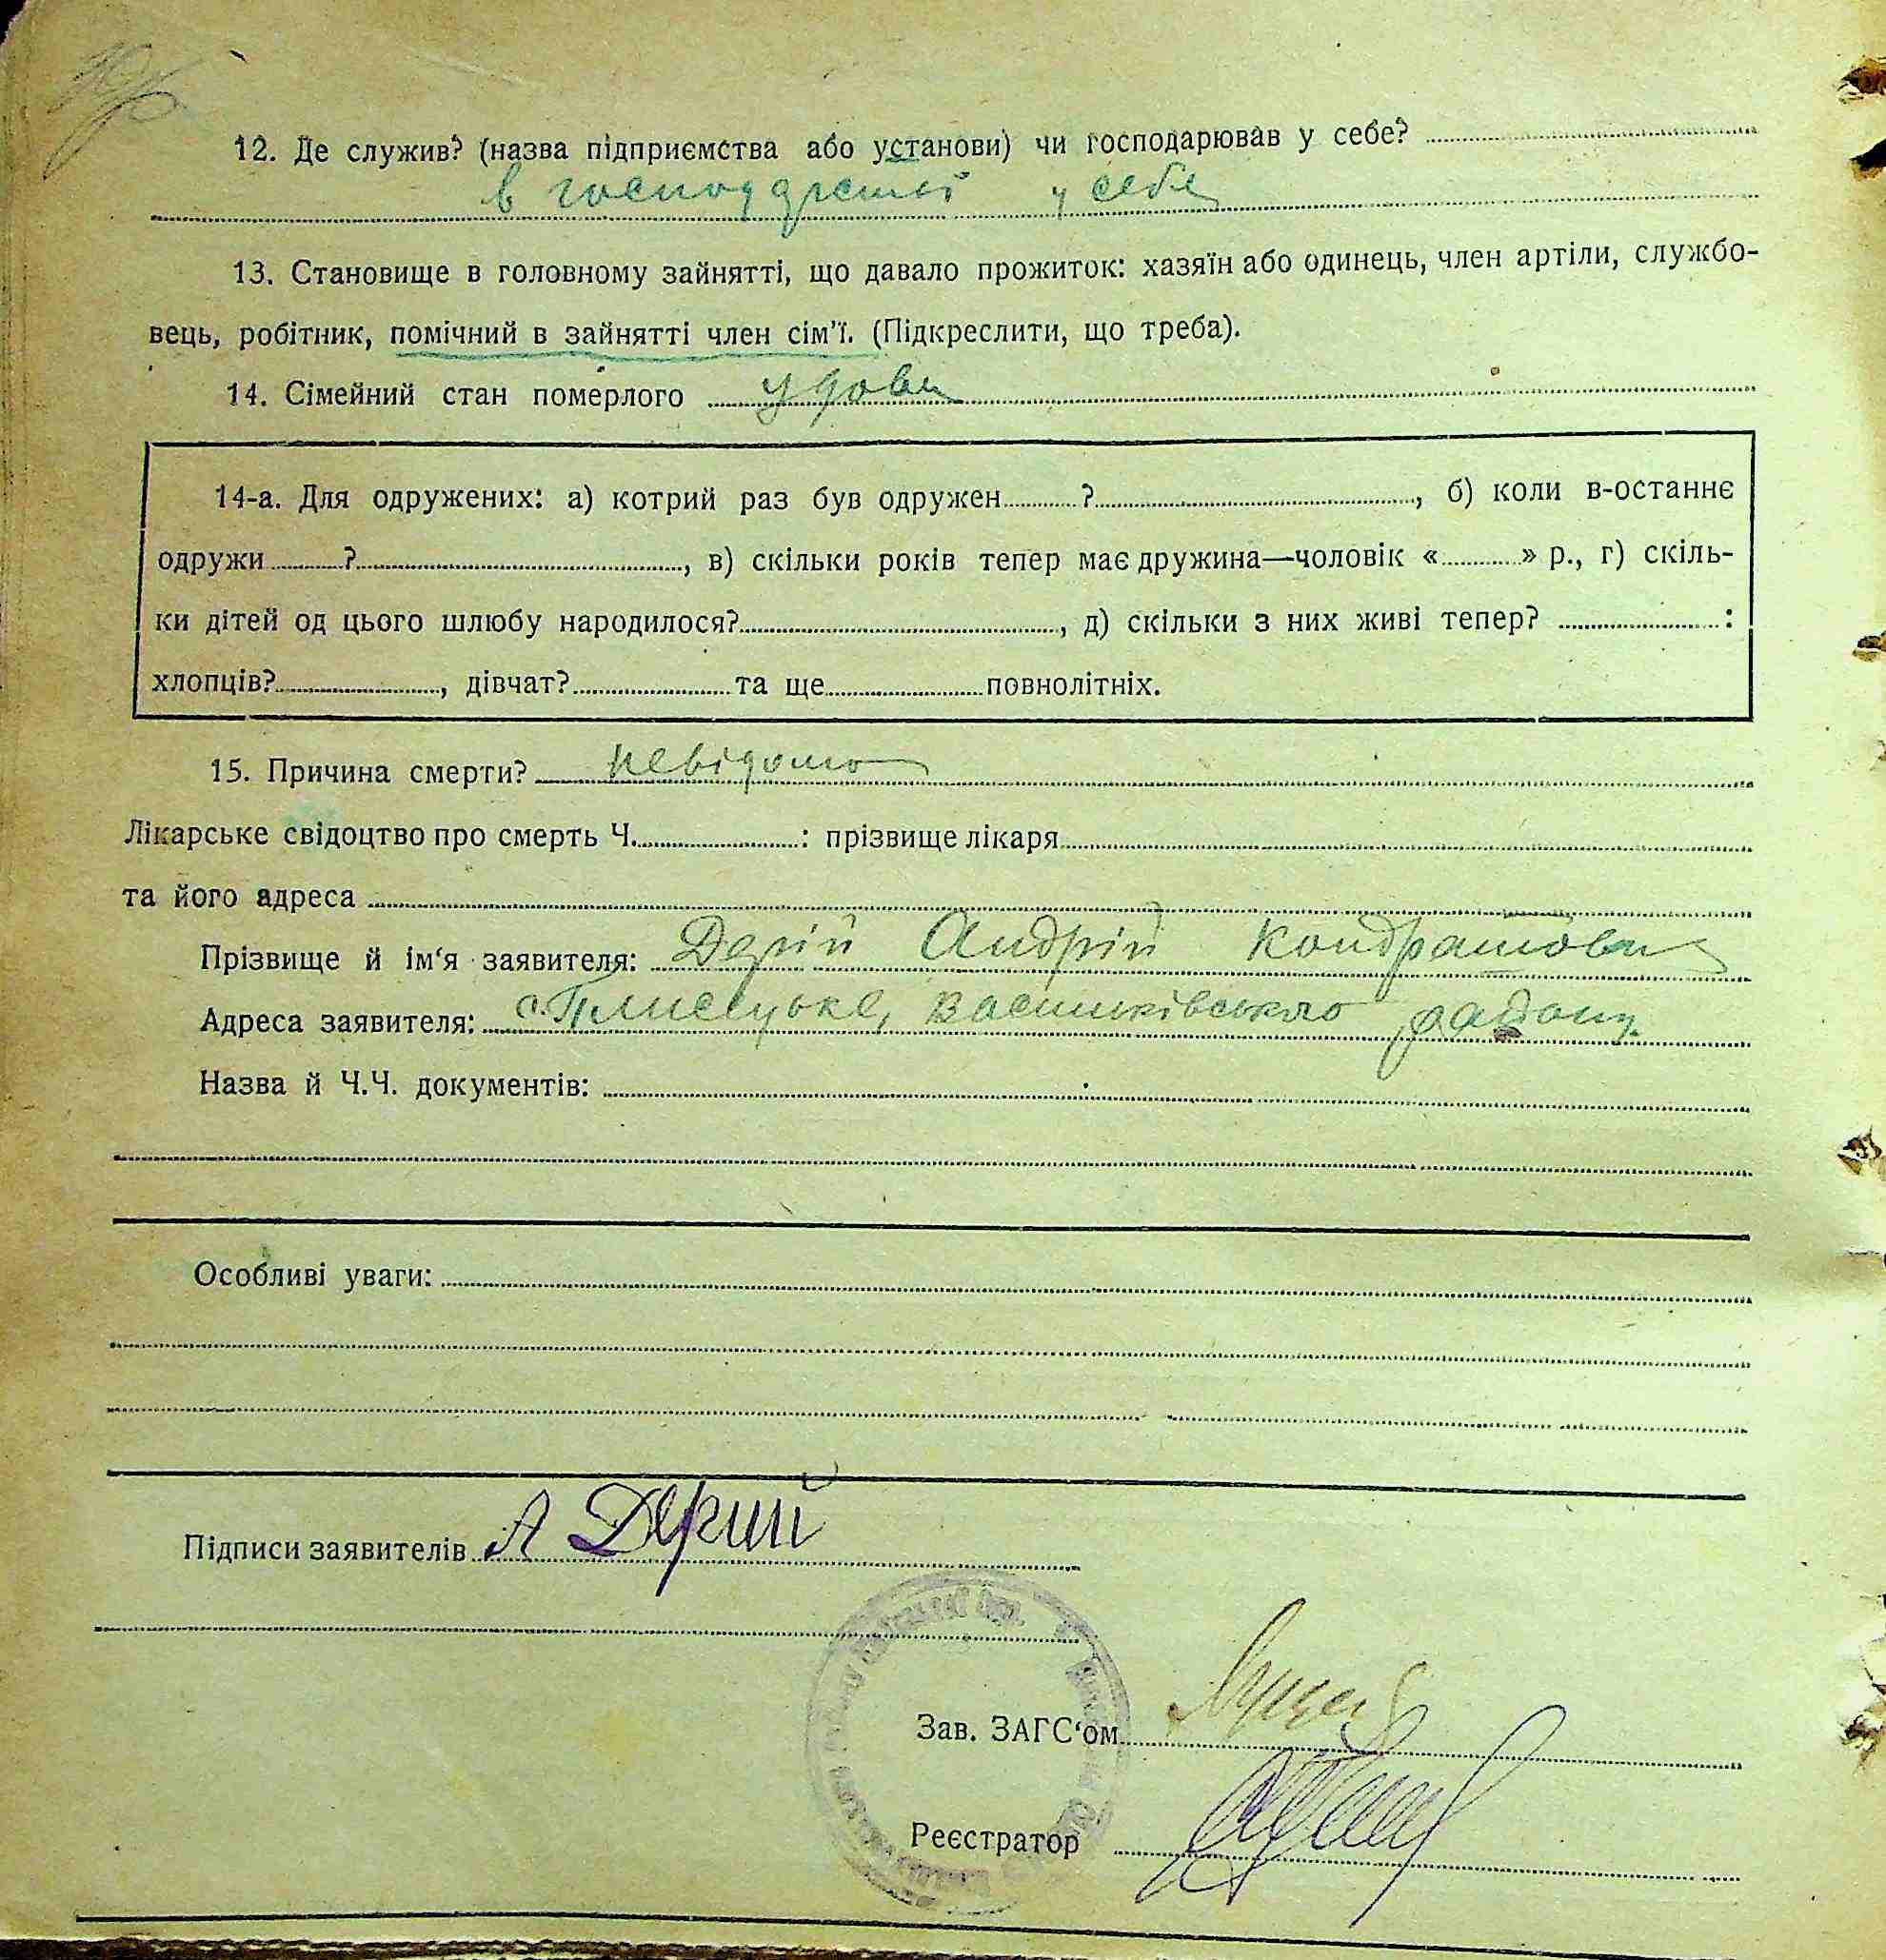 12. Де служив? (назва підприємства або установи) чи господарював у себе?
в господарстві у себе
13. Становище в головному зайнятті, що давало прожиток: хазяїн або одинець, член артіли, службо-
вець, робітник, помічний в зайнятті член сім’ї. (Підкреслити, що треба).
14. Сімейний стан померлого удова
14-а. Для одружених: а) котрий раз був одружен ? , б) коли в-останнє
одружи ? , в) скільки років тепер має дружина—чоловік « » р., г) скіль-
ки дітей од цього шлюбу народилося? , д) скільки з них живі тепер? :
хлопців? , дівчат? та ще повнолітніх.
15. Причина смерти? невідомо
Лікарське свідоцтво про смерть Ч. : прізвище лікаря
та його адреса
Прізвище й ім‘я заявителя: Дерій Андрій Кондратович
Адреса заявителя: с. Плисецьке, Васильківського району
Назва й Ч.Ч. документів:
Особливі уваги:
Підписи заявителів А Дерий
Зав. ЗАГС‘ом
Реєстратор